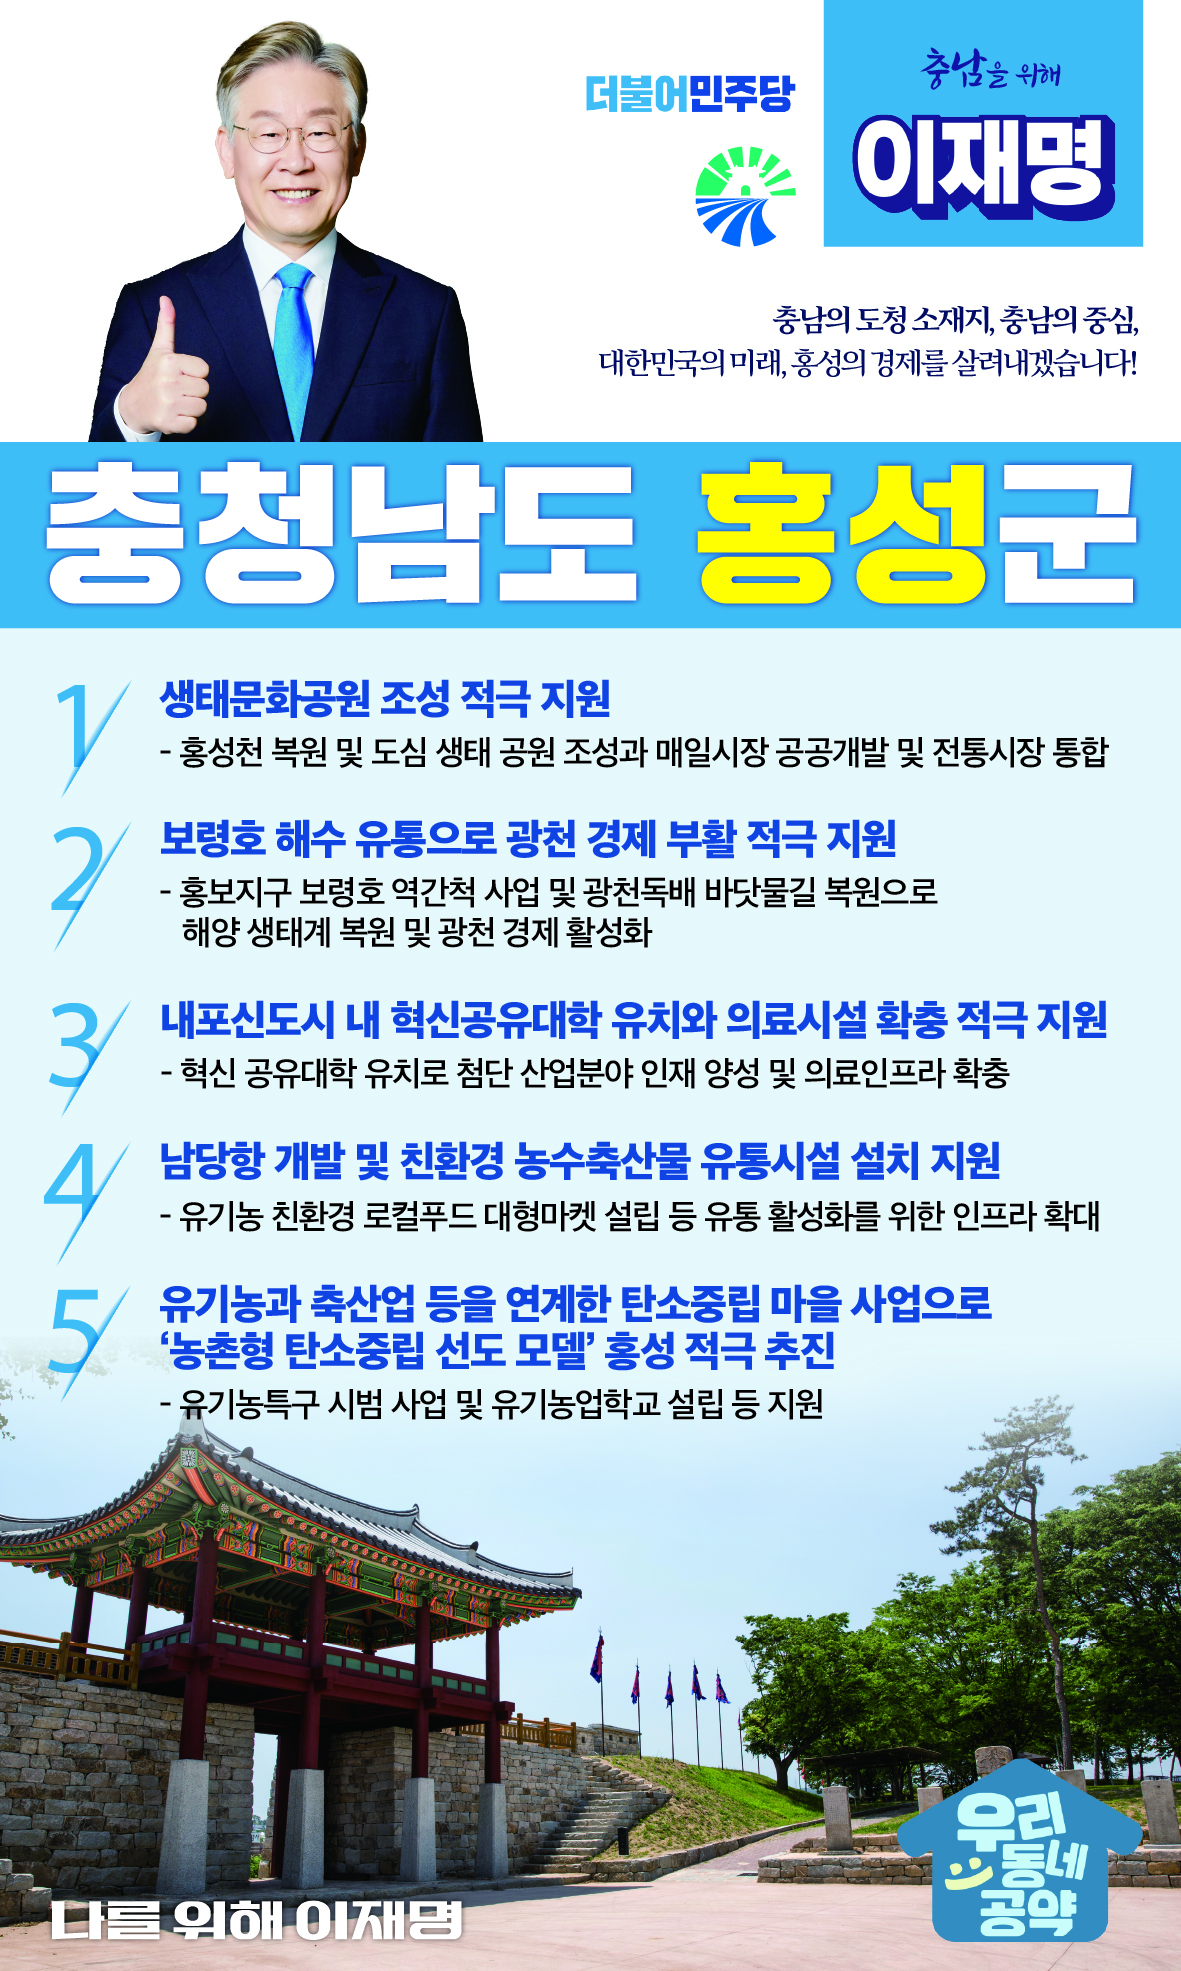 더불어민주당
충남을 위해
이재명
충남의 도청 소재지, 충남의 중심,
대한민국의 미래, 홍성의 경제를 살려내겠습니다!
충청남도 홍성군
1 생태문화공원 조성 적극 지원
- 홍성천 복원 및 도심 생태 공원 조성과 매일시장 공공개발 및 전통시장 통합
2 보령호 해수 유통으로 광천 경제 부활 적극 지원
- 홍보지구 보령호 역간척 사업 및 광천독배 바닷물길 복원으로
해양 생태계 복원 및 광천 경제 활성화
3 내포신도시 내 혁신공유대학 유치와 의료시설 확충 적극 지원
- 혁신 공유대학 유치로 첨단 산업분야 인재 양성 및 의료인프라 확충
4 남당항 개발 및 친환경 농수축산물 유통시설 설치 지원
- 유기농 친환경 로컬푸드 대형마켓 설립 등 유통 활성화를 위한 인프라 확대
5 유기농과 축산업 등을 연계한 탄소중립 마을 사업으로
‘농촌형 탄소중립 선도 모델’ 홍성 적극 추진
- 유기농특구 시범 사업 및 유기농업학교 설립 등 지원
나를 위해 이재명
우리
동네
공약